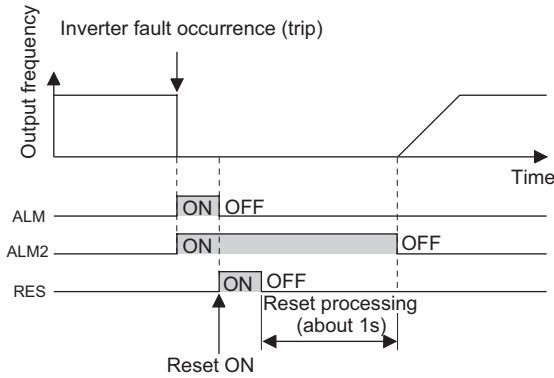 Inverter fault occurrence (trip)
Output frequency
Time
ALM
ON OFF
ALM2
ON
OFF
RES
ON OFF
Reset processing
(about 1s)
Reset ON